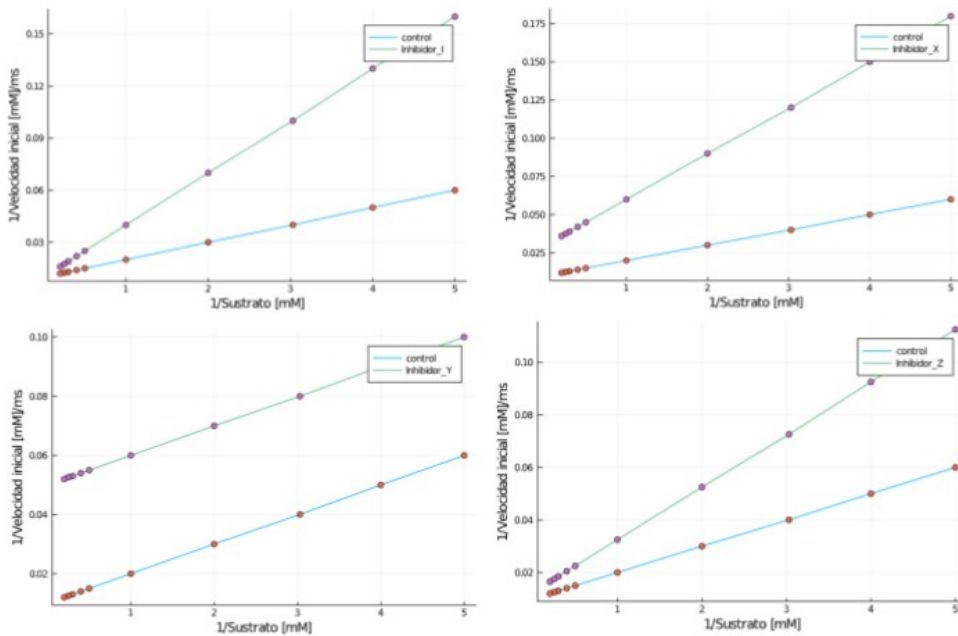 0.15
0.12
0.09
0.06
0.03
1/Velocidad inicial [mM]/ms
control
Inhibidor_I
1 2 3 4 5
1/Sustrato [mM]
0.175
0.150
0.125
0.100
0.075
0.050
0.025
1/Velocidad inicial [mM]/ms
control
Inhibidor_X
1 2 3 4 5
1/Sustrato [mM]
0.10
0.08
0.06
0.04
0.02
1/Velocidad inicial [mM]/ms
control
Inhibidor_Y
1 2 3 4 5
1/Sustrato [mM]
0.10
0.08
0.06
0.04
0.02
1/Velocidad inicial [mM]/ms
control
Inhibidor_Z
1 2 3 4 5
1/Sustrato [mM]